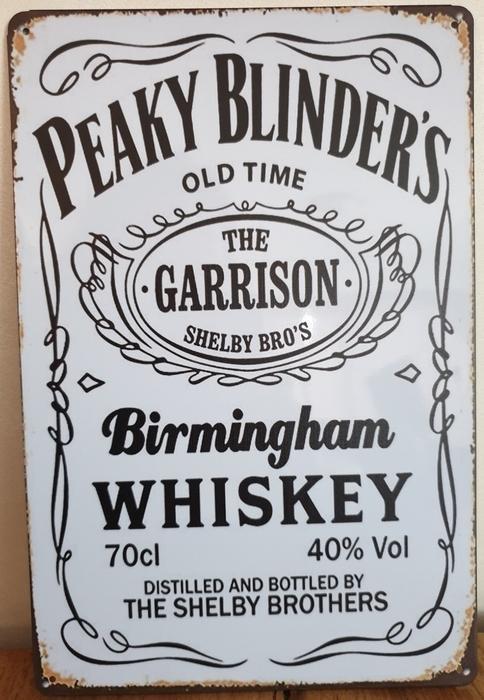 PEAKY BLINDER'S
OLD TIME
THE
·GARRISON·
SHELBY BRO'S
Birmingham
WHISKEY
70cl 40% Vol
DISTILLED AND BOTTLED BY
THE SHELBY BROTHERS